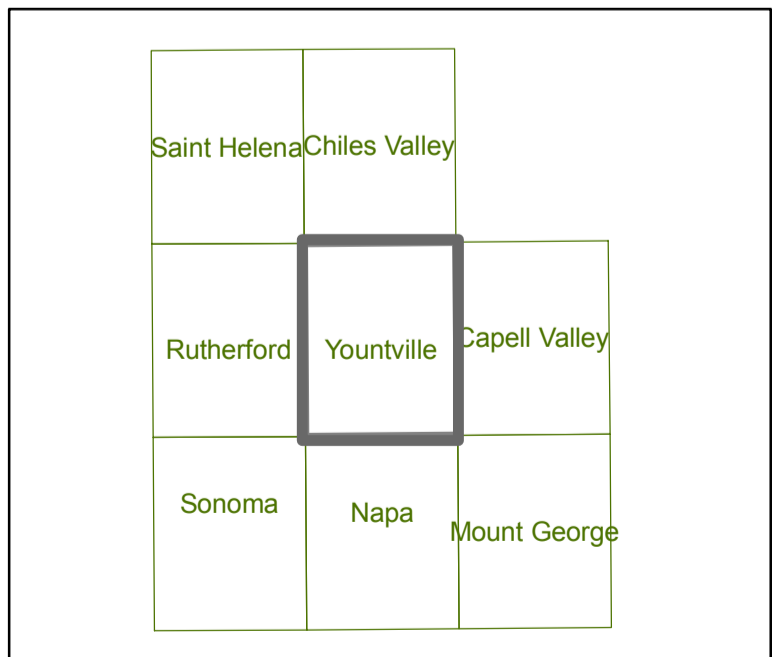 Saint Helena
Chiles Valley
Rutherford
Yountville
Capell Valley
Sonoma
Napa
Mount George